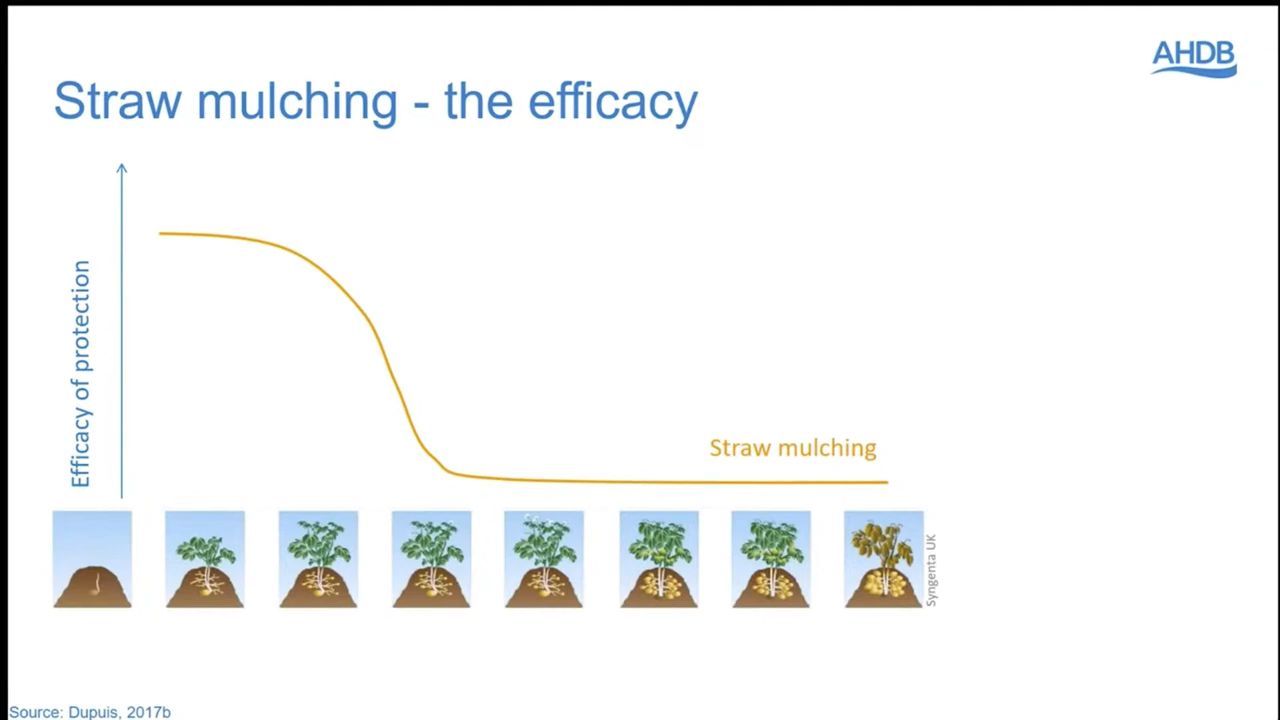 AHDB
Straw mulching - the efficacy
Efficacy of protection
Straw mulching
Syngenta UK
Source: Dupuis, 2017b